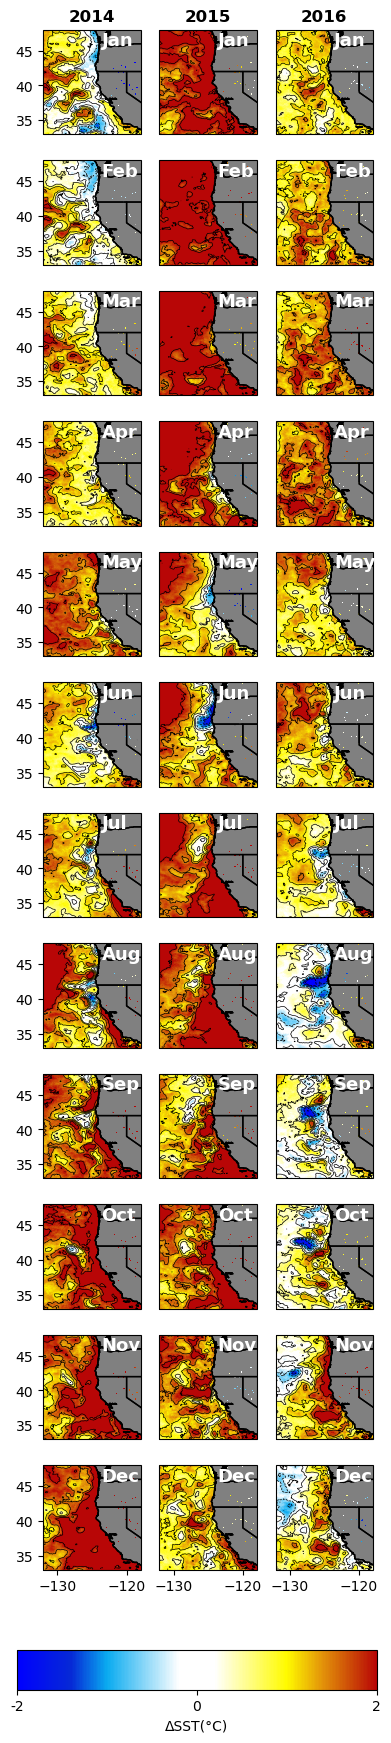 2014 2015 2016
Jan Jan Jan
45
40
35
Feb Feb Feb
45
40
35
Mar Mar Mar
45
40
35
Apr Apr Apr
45
40
35
May May May
45
40
35
Jun Jun Jun
45
40
35
Jul Jul Jul
45
40
35
Aug Aug Aug
45
40
35
Sep Sep Sep
45
40
35
Oct Oct Oct
45
40
35
Nov Nov Nov
45
40
35
Dec Dec Dec
45
40
35
−130 −120 −130 −120 −130 −120
-2 0 2
ΔSST(°C)